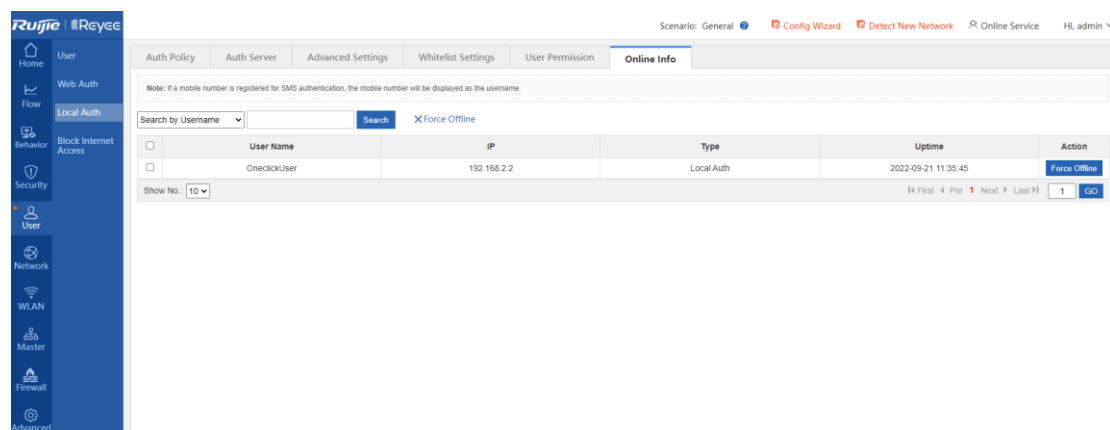 Ruijie | Reyee
Scenario: General ? Config Wizard Detect New Network Online Service Hi, admin
Home
Flow
Behavior
Security
User
Network
WLAN
Master
Firewall
Advanced
User
Web Auth
Local Auth
Block Internet
Access
Auth Policy Auth Server Advanced Settings Whitelist Settings User Permission Online Info
Note: If a mobile number is registered for SMS authentication, the mobile number will be displayed as the username.
Search by Username Search Force Offline
User Name IP Type Uptime Action
OneclickUser 192.168.2.2 Local Auth 2022-09-21 11:35:45 Force Offline
Show No.: 10 First Pre 1 Next Last 1 GO